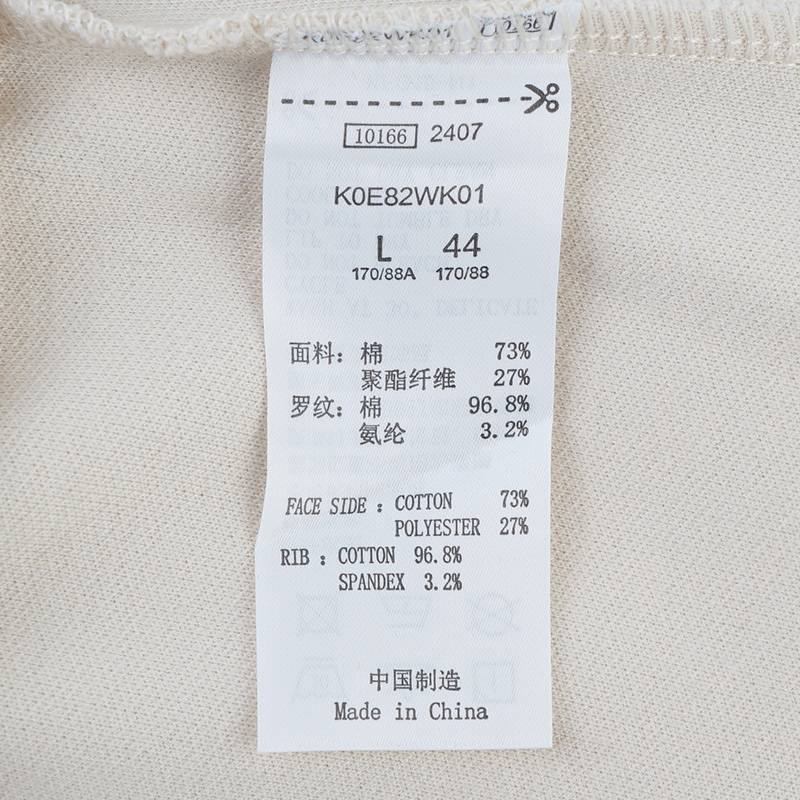 10166 2407
K0E82WK01
L 44
170/88A 170/88
面料： 棉 73%
聚酯纤维 27%
罗纹： 棉 96.8%
氨纶 3.2%
FACE SIDE : COTTON 73%
POLYESTER 27%
RIB : COTTON 96.8%
SPANDEX 3.2%
中国制造
Made in China